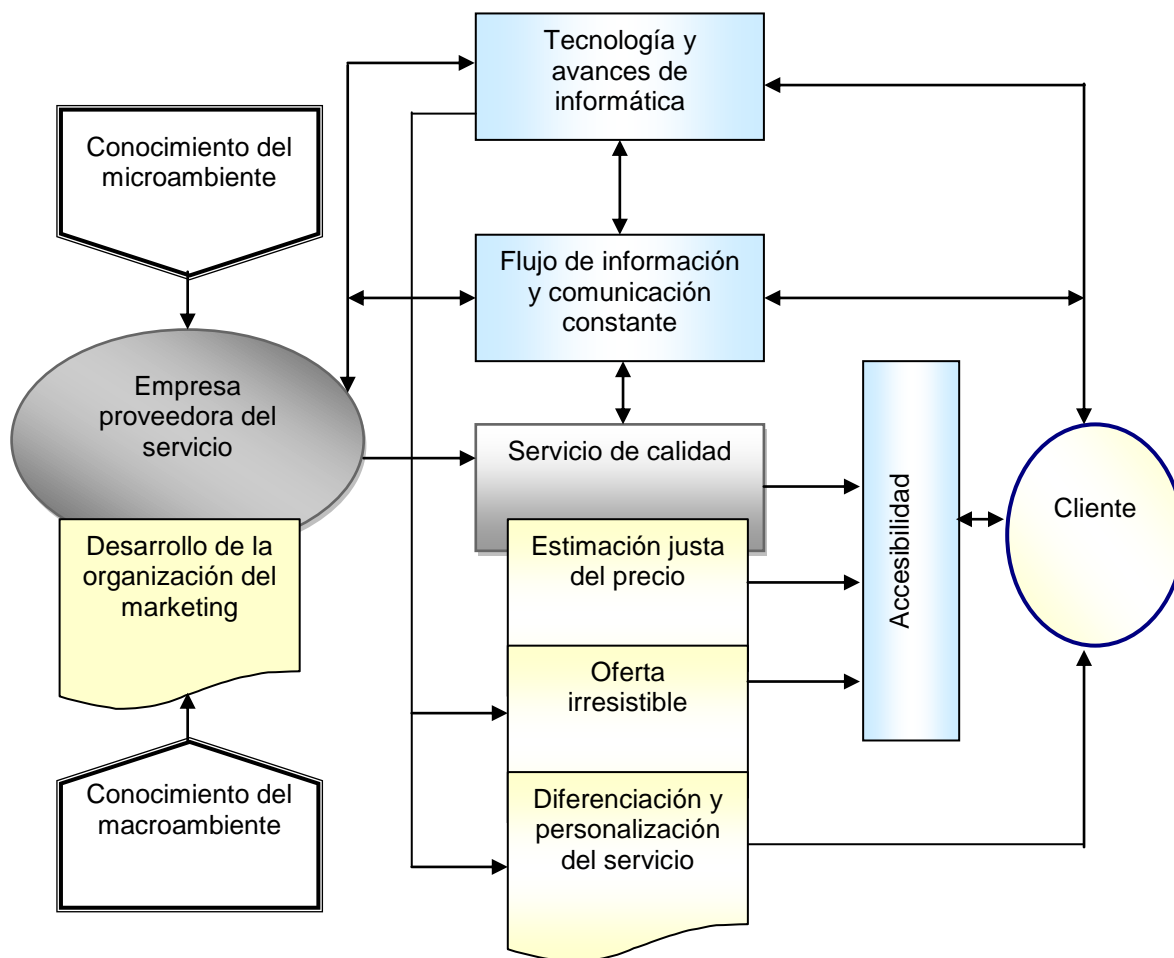 Tecnología y
avances de
informática
Conocimiento del
microambiente
Flujo de información
y comunicación
constante
Empresa
proveedora del
servicio
Servicio de calidad
Accesibilidad
Cliente
Desarrollo de la
organización del
marketing
Estimación justa
del precio
Oferta
irresistible
Conocimiento del
macroambiente
Diferenciación y
personalización
del servicio